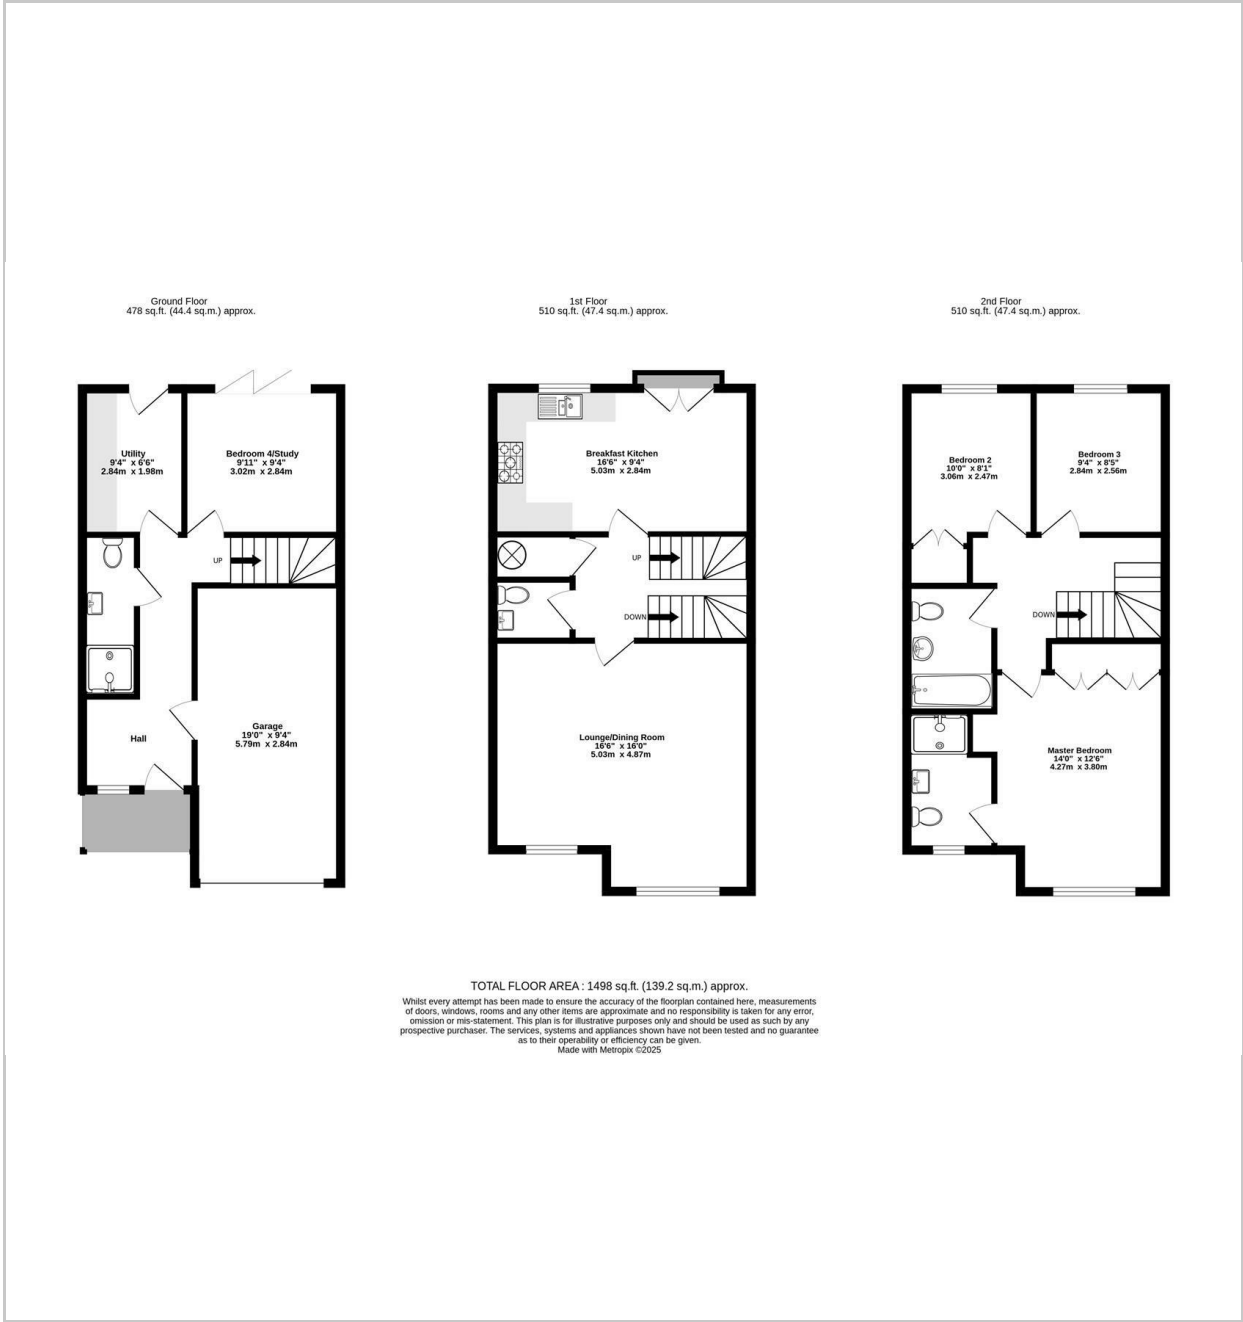 Ground Floor
478 sq.ft. (44.4 sq.m.) approx.
Utility
9'4" x 6'6"
2.84m x 1.98m
Bedroom 4/Study
9'11" x 9'4"
3.02m x 2.84m
UP
Hall
Garage
19'0" x 9'4"
5.79m x 2.84m
1st Floor
510 sq.ft. (47.4 sq.m.) approx.
Breakfast Kitchen
16'6" x 9'4"
5.03m x 2.84m
UP
DOWN
Lounge/Dining Room
16'6" x 16'0"
5.03m x 4.87m
2nd Floor
510 sq.ft. (47.4 sq.m.) approx.
Bedroom 2
10'0" x 8'1"
3.06m x 2.47m
Bedroom 3
9'4" x 8'5"
2.84m x 2.56m
DOWN
Master Bedroom
14'0" x 12'6"
4.27m x 3.80m
TOTAL FLOOR AREA : 1498 sq.ft. (139.2 sq.m.) approx.
Whilst every attempt has been made to ensure the accuracy of the floorplan contained here, measurements
of doors, windows, rooms and any other items are approximate and no responsibility is taken for any error,
omission or mis-statement. This plan is for illustrative purposes only and should be used as such by any
prospective purchaser. The services, systems and appliances shown have not been tested and no guarantee
as to their operability or efficiency can be given.
Made with Metropix ©2025